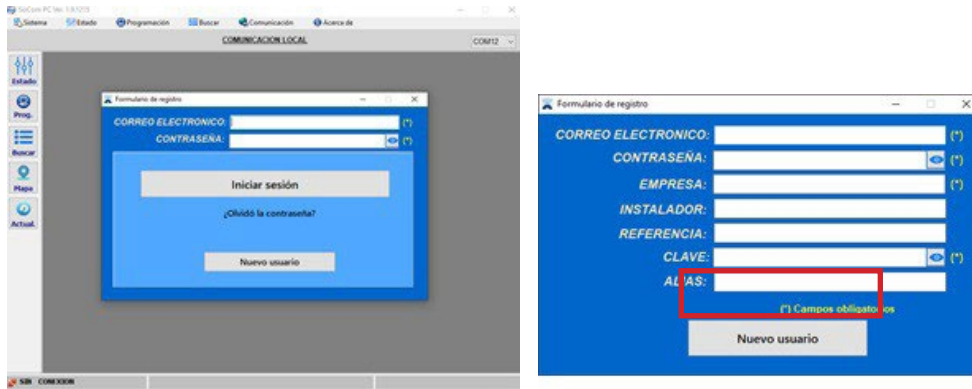 SoCom PC Ver. 1.9.1215
Sistema Estado Programación Buscar Comunicación Acerca de
COMUNICACION LOCAL
COM12
Estado
Prog.
Buscar
Mapa
Actual.
Formulario de registro
CORREO ELECTRONICO: (*)
CONTRASEÑA: (*)
Iniciar sesión
¿Olvidó la contraseña?
Nuevo usuario
SIN CONEXION
Formulario de registro
CORREO ELECTRONICO: (*)
CONTRASEÑA: (*)
EMPRESA: (*)
INSTALADOR:
REFERENCIA:
CLAVE: (*)
ALIAS:
(*) Campos obligatorios
Nuevo usuario